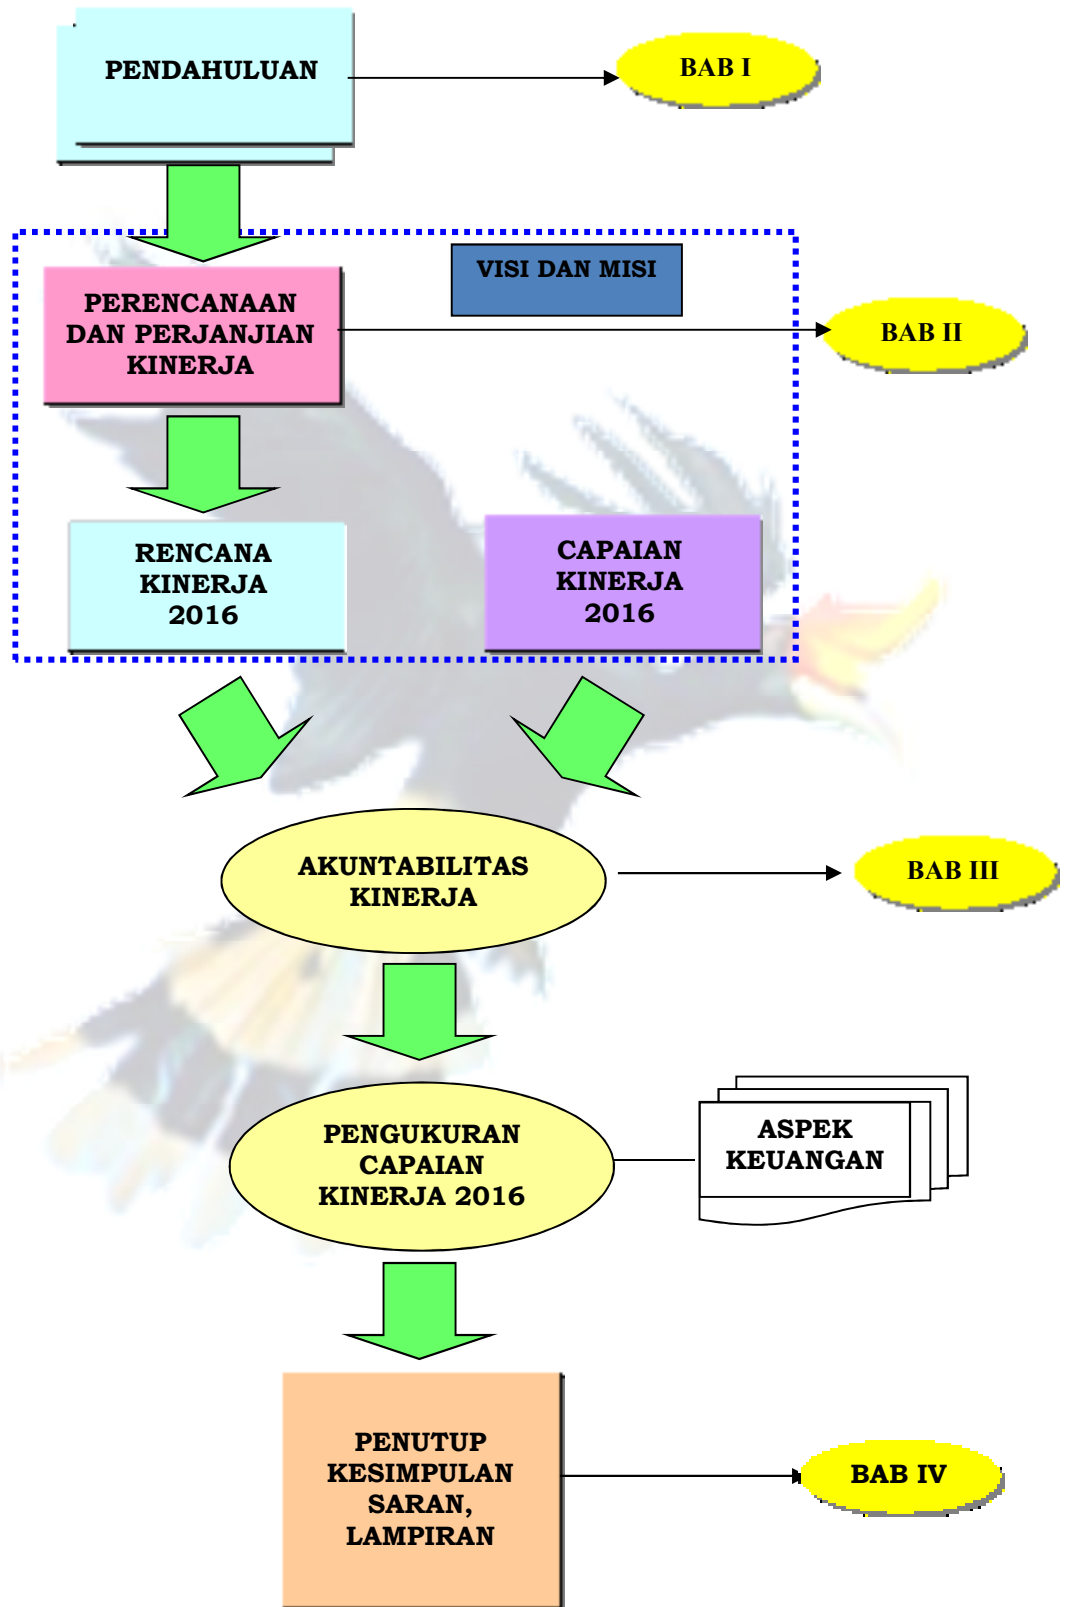 PENDAHULUAN
BAB I
VISI DAN MISI
PERENCANAAN
DAN PERJANJIAN
KINERJA
BAB II
RENCANA
KINERJA
2016
CAPAIAN
KINERJA
2016
AKUNTABILITAS
KINERJA
BAB III
PENGUKURAN
CAPAIAN
KINERJA 2016
ASPEK
KEUANGAN
PENUTUP
KESIMPULAN
SARAN,
LAMPIRAN
BAB IV